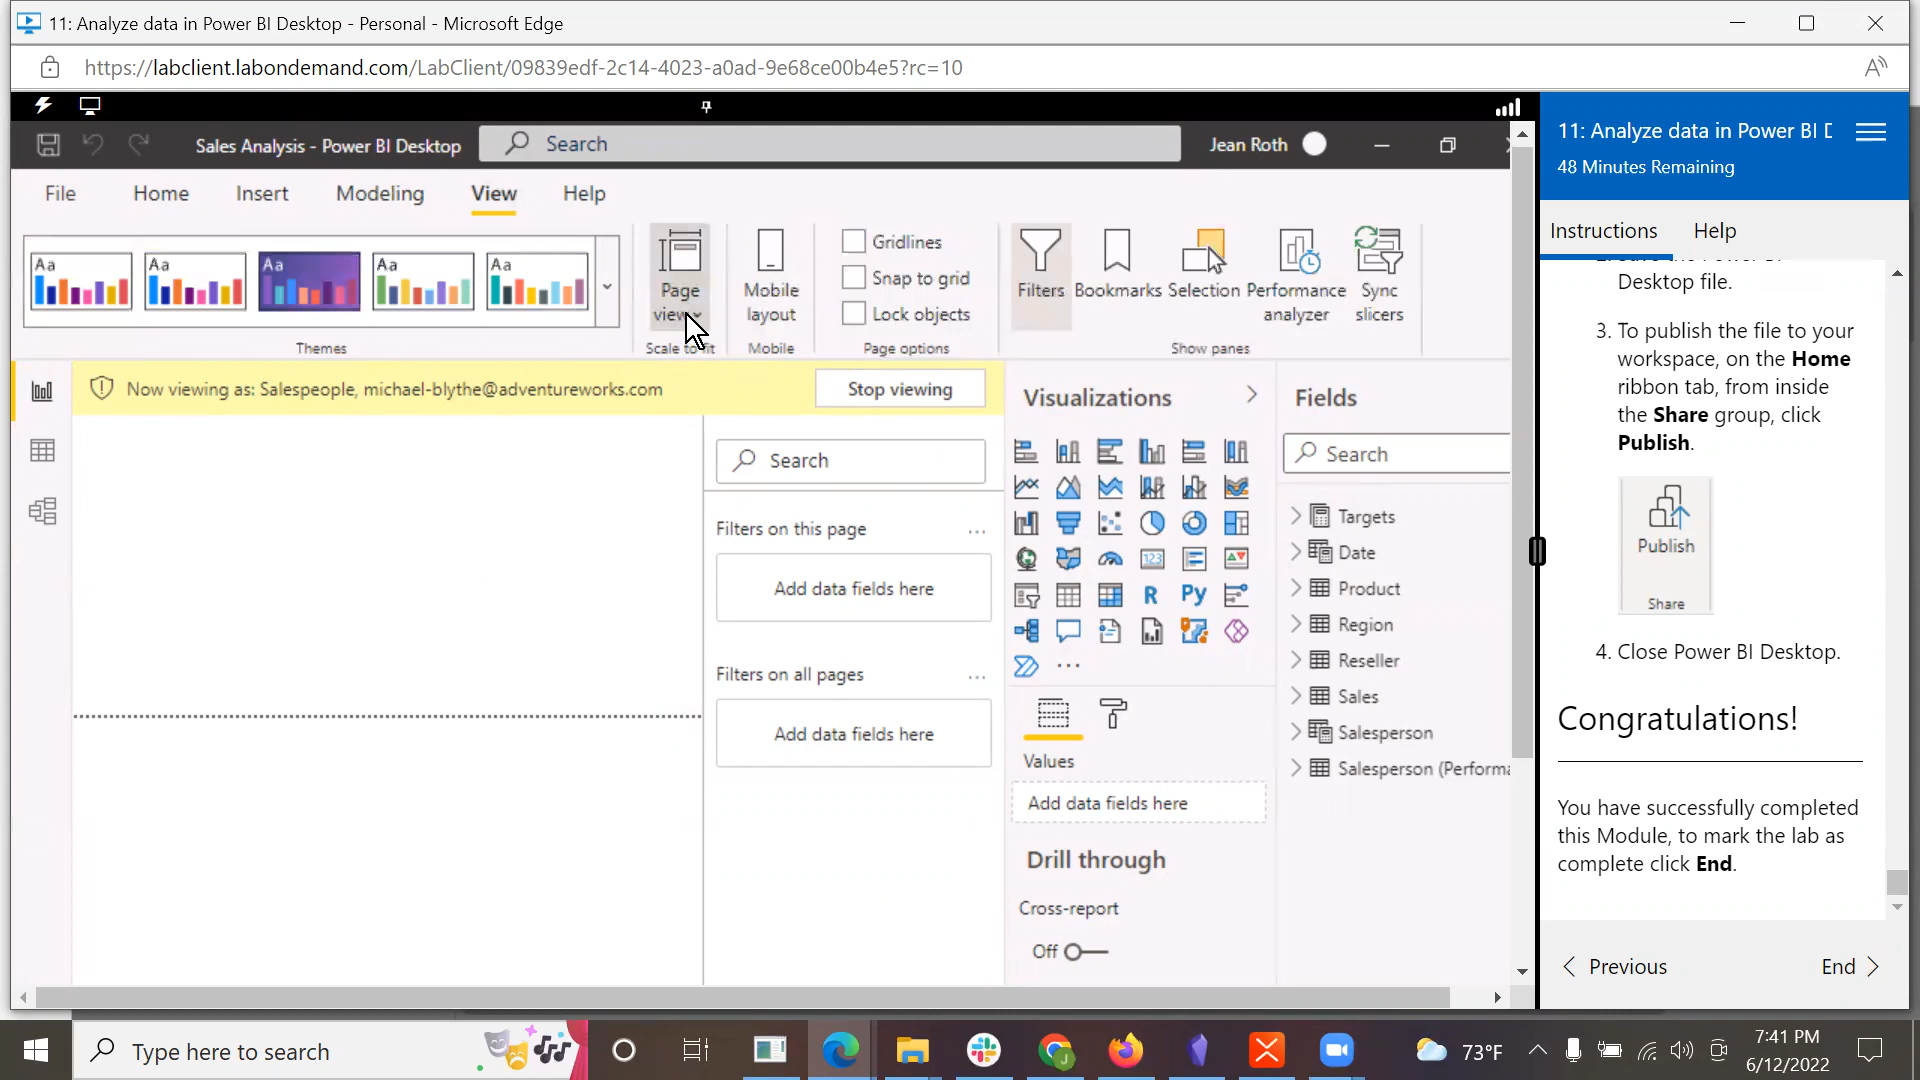 11: Analyze data in Power BI Desktop - Personal - Microsoft Edge
https://labclient.labondemand.com/LabClient/09839edf-2c14-4023-a0ad-9e68ce00b4e5?rc=10
Sales Analysis - Power BI Desktop
Search
Jean Roth
File
Home
Insert
Modeling
View
Help
Aa
Aa
Aa
Aa
Aa
Themes
Page
view
Scale to fit
Mobile
layout
Mobile
Gridlines
Snap to grid
Lock objects
Page options
Filters
Bookmarks
Selection
Performance
analyzer
Sync
slicers
Show panes
Now viewing as: Salespeople, michael-blythe@adventureworks.com
Stop viewing
Search
Filters on this page
...
Add data fields here
Filters on all pages
...
Add data fields here
Visualizations
123
R
Py
...
Values
Add data fields here
Drill through
Cross-report
Off
Fields
Search
Targets
Date
Product
Region
Reseller
Sales
Salesperson
Salesperson (Performa
11: Analyze data in Power BI D
48 Minutes Remaining
Instructions
Help
Desktop file.
3. To publish the file to your
workspace, on the Home
ribbon tab, from inside
the Share group, click
Publish.
Publish
Share
4. Close Power BI Desktop.
Congratulations!
You have successfully completed
this Module, to mark the lab as
complete click End.
Previous
End
Type here to search
73°F
7:41 PM
6/12/2022